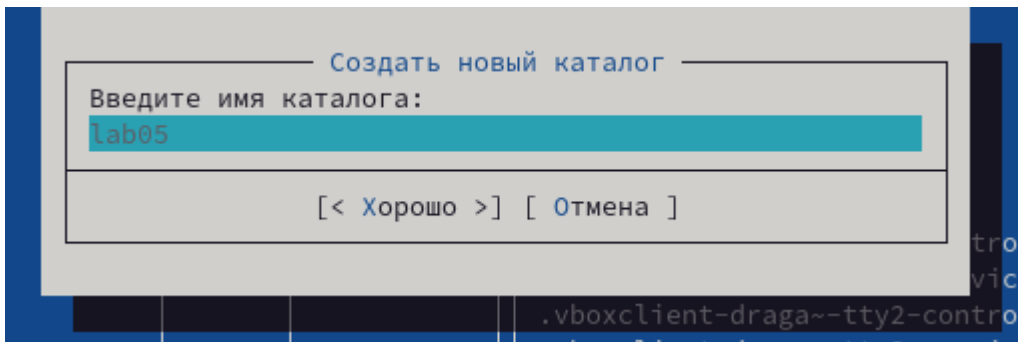 Создать новый каталог
Введите имя каталога:
lab05
[< Хорошо >] [ Отмена ]
tro
vic
.vboxclient-draga~-tty2-contro